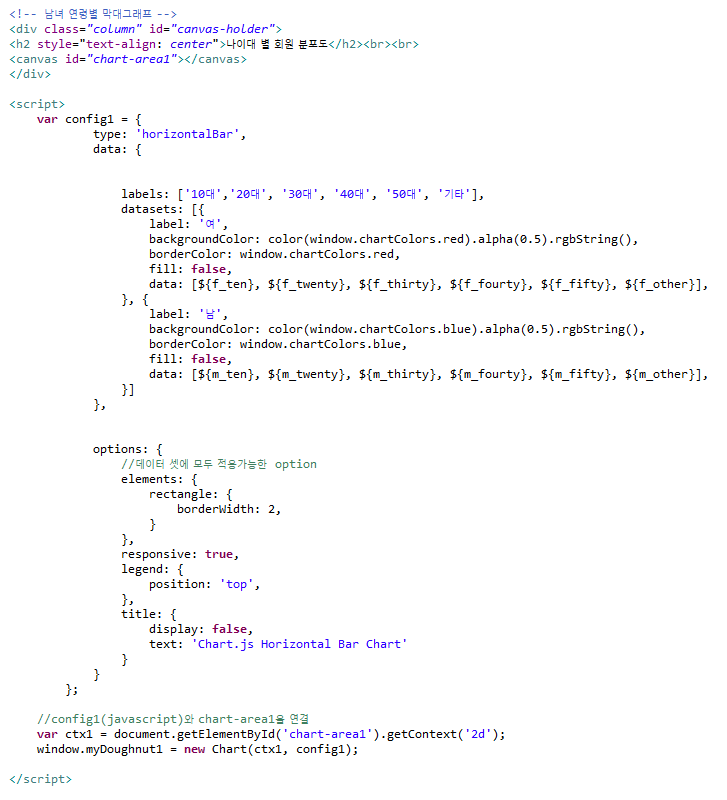 <!-- 남녀 연령별 막대그래프 -->
<div class="column" id="canvas-holder">
<h2 style="text-align: center">나이대 별 회원 분포도</h2><br><br>
<canvas id="chart-area1"></canvas>
</div>
<script>
var config1 = {
type: 'horizontalBar',
data: {
labels: ['10대','20대', '30대', '40대', '50대', '기타'],
datasets: [{
label: '여',
backgroundColor: color(window.chartColors.red).alpha(0.5).rgbString(),
borderColor: window.chartColors.red,
fill: false,
data: [${f_ten}, ${f_twenty}, ${f_thirty}, ${f_fourty}, ${f_fifty}, ${f_other}],
}, {
label: '남',
backgroundColor: color(window.chartColors.blue).alpha(0.5).rgbString(),
borderColor: window.chartColors.blue,
fill: false,
data: [${m_ten}, ${m_twenty}, ${m_thirty}, ${m_fourty}, ${m_fifty}, ${m_other}],
}]
},
options: {
//데이터 셋에 모두 적용가능한 option
elements: {
rectangle: {
borderWidth: 2,
}
},
responsive: true,
legend: {
position: 'top',
},
title: {
display: false,
text: 'Chart.js Horizontal Bar Chart'
}
}
};
//config1(javascript)와 chart-area1을 연결
var ctx1 = document.getElementById('chart-area1').getContext('2d');
window.myDoughnut1 = new Chart(ctx1, config1);
</script>